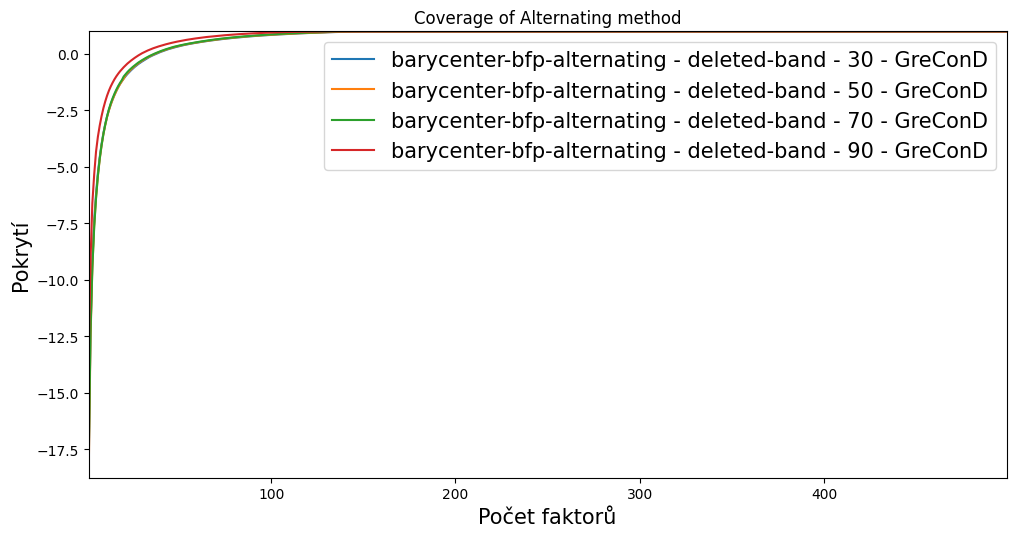 Coverage of Alternating method
barycenter-bfp-alternating - deleted-band - 30 - GreConD
barycenter-bfp-alternating - deleted-band - 50 - GreConD
barycenter-bfp-alternating - deleted-band - 70 - GreConD
barycenter-bfp-alternating - deleted-band - 90 - GreConD
Pokrytí
0.0
−2.5
−5.0
−7.5
−10.0
−12.5
−15.0
−17.5
100
200
300
400
Počet faktorů